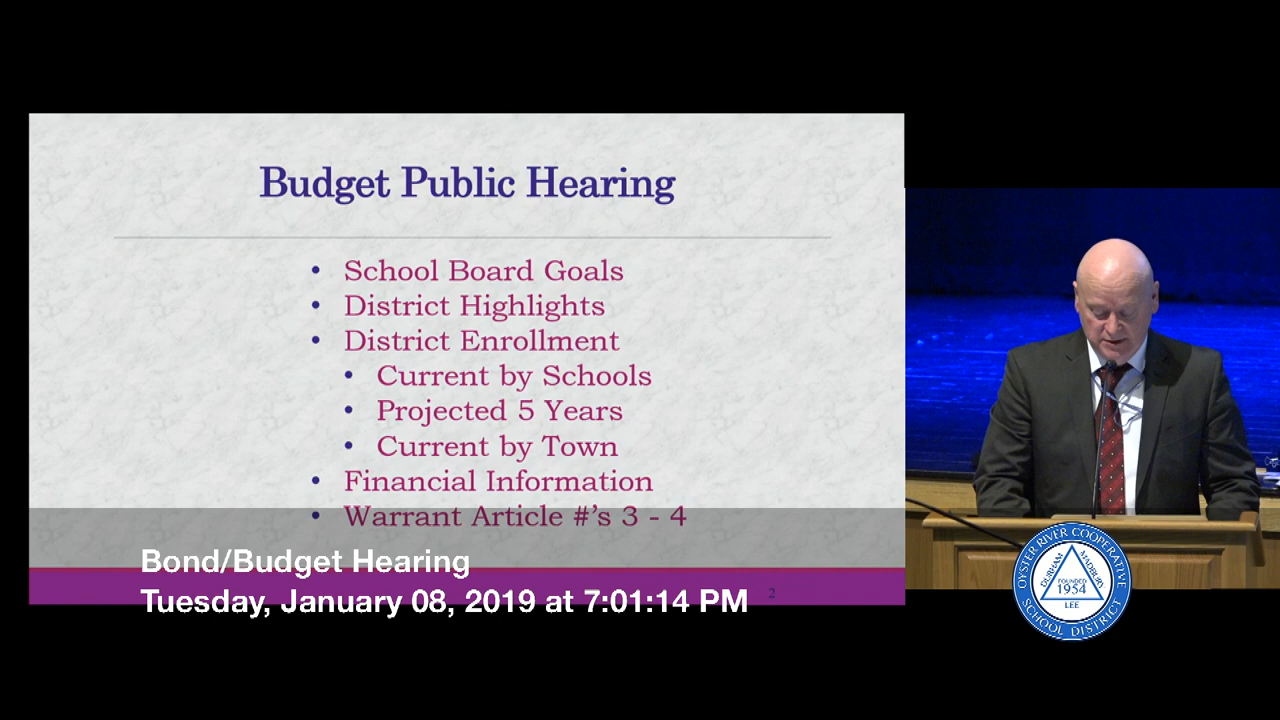 Budget Public Hearing
• School Board Goals
• District Highlights
• District Enrollment
• Current by Schools
• Projected 5 Years
• Current by Town
• Financial Information
• Warrant Article #'s 3 - 4
2
Bond/Budget Hearing
Tuesday, January 08, 2019 at 7:01:14 PM
OYSTER RIVER COOPERATIVE
SCHOOL DISTRICT
DURHAM
MADBURY
FOUNDED
1954
LEE